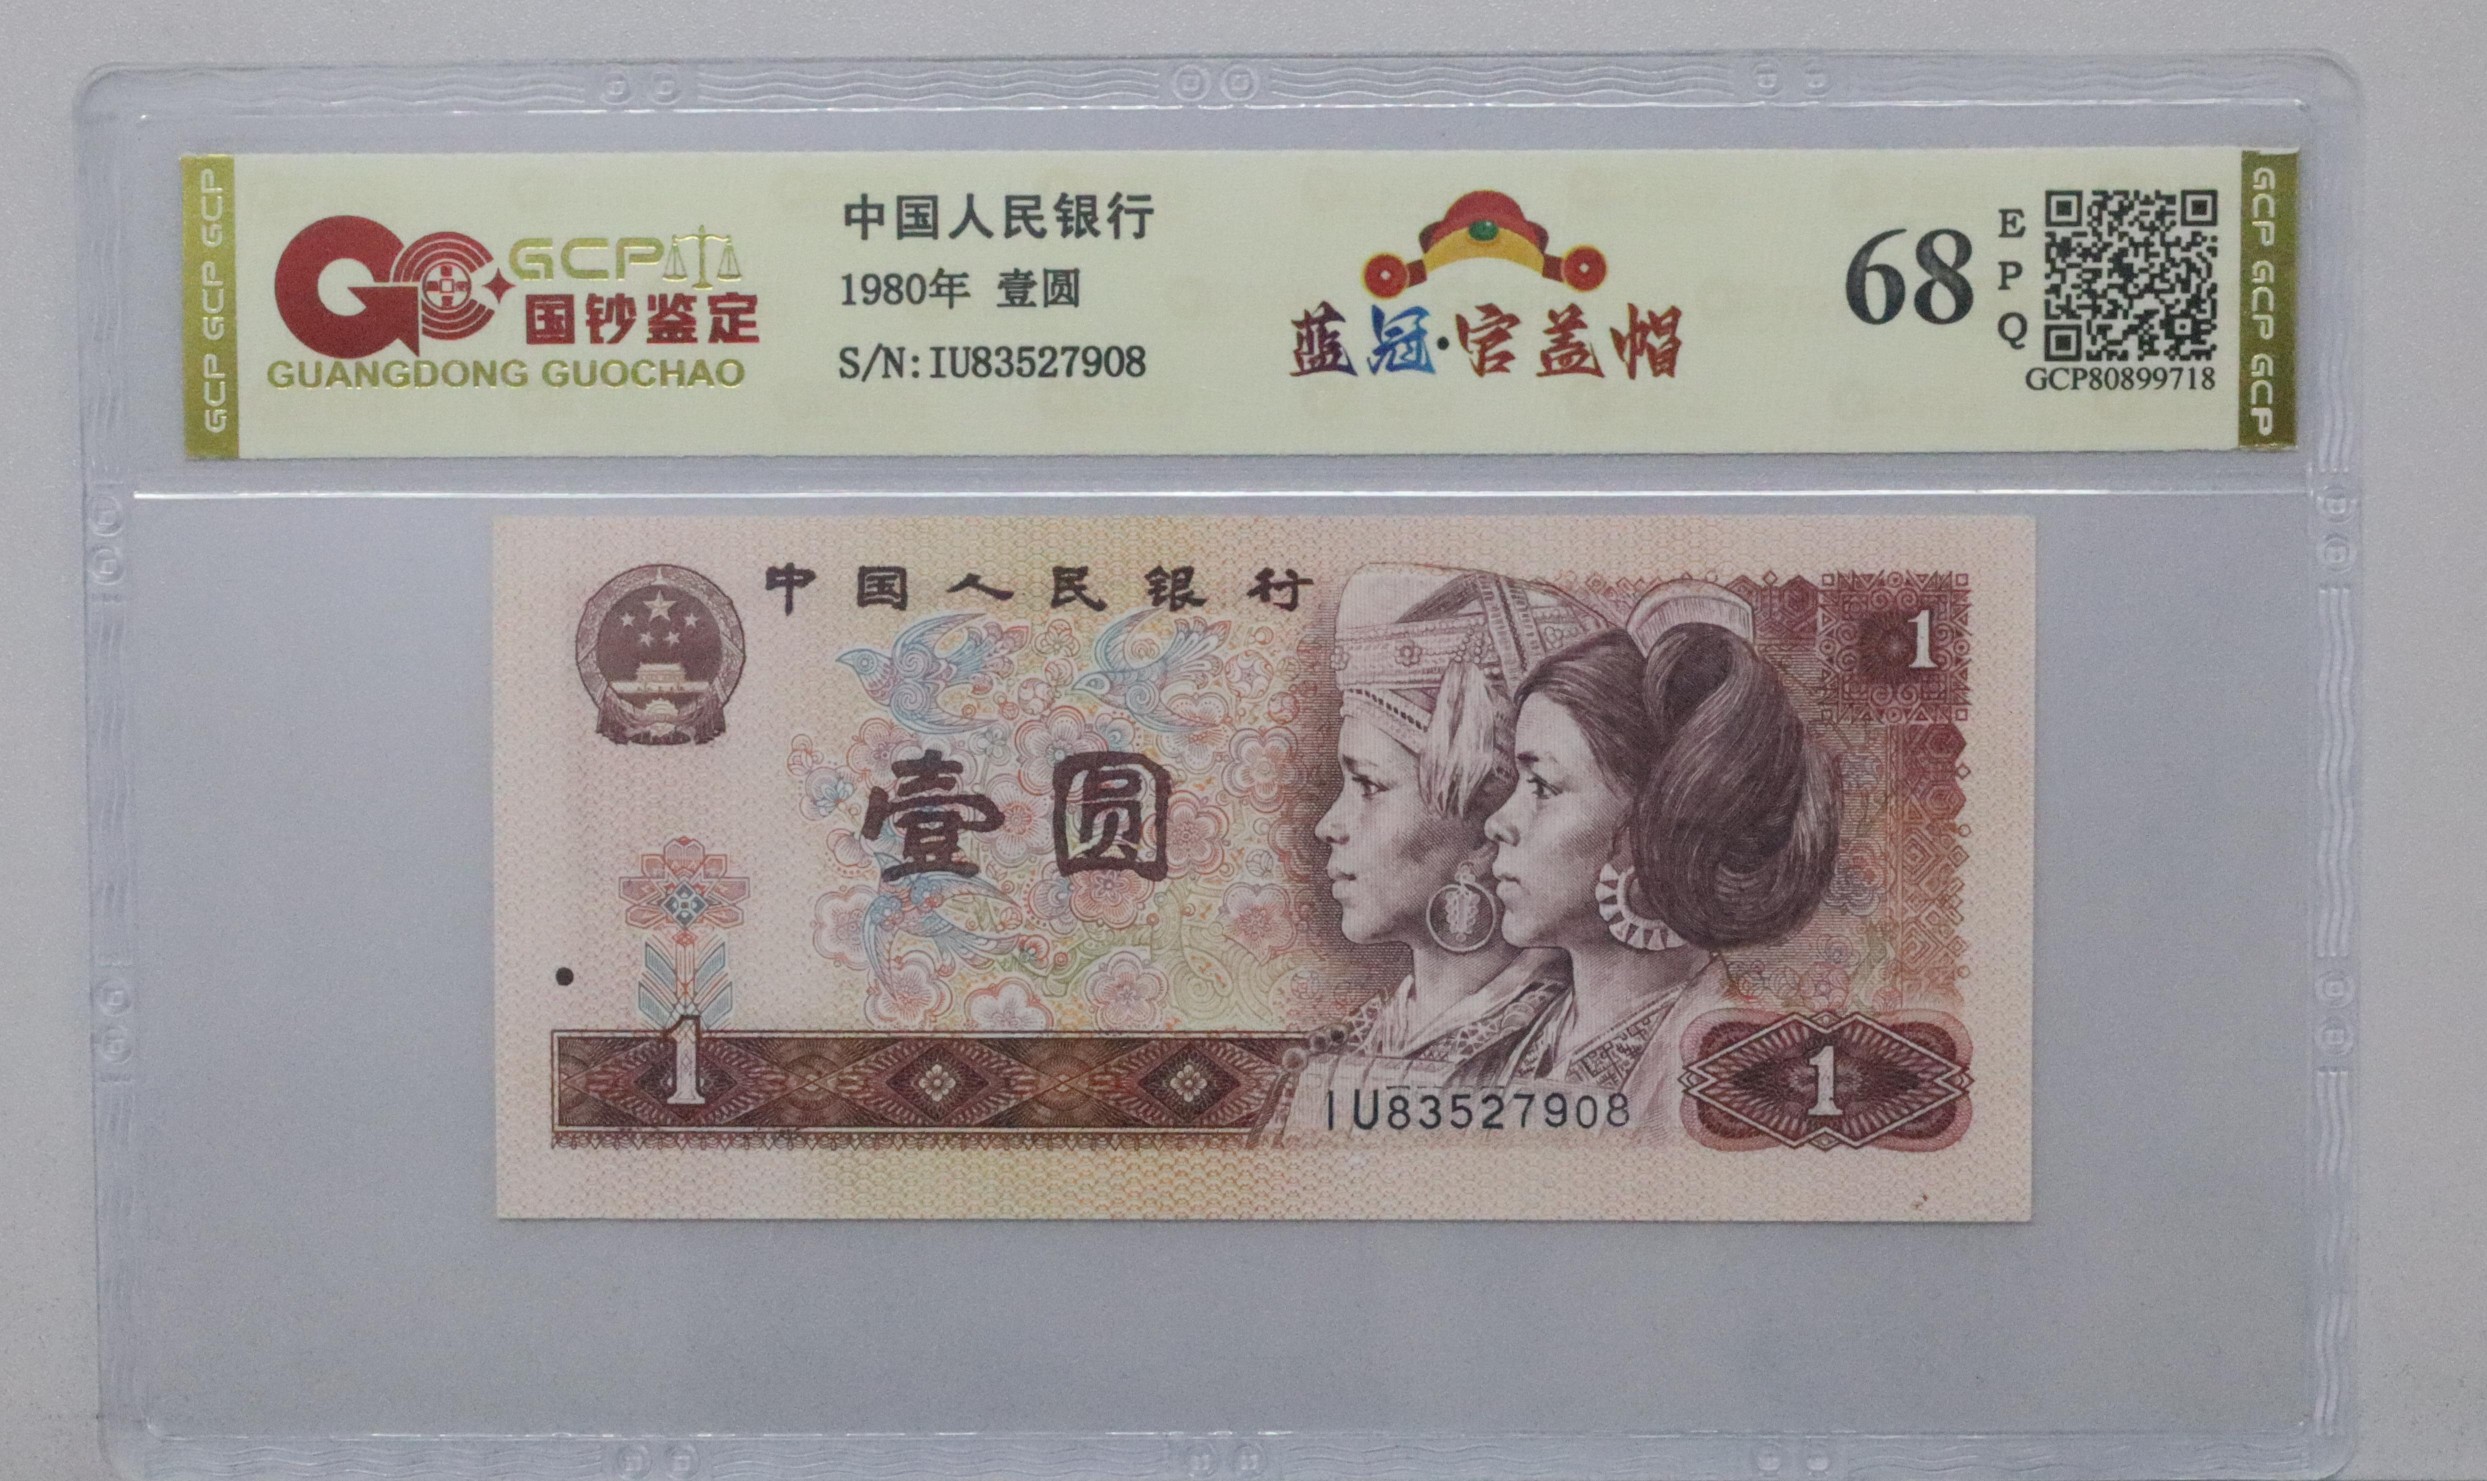 GCP GCP GCP
GCP
国钞鉴定
GUANGDONG GUOCHAO
中国人民银行
1980年 壹圆
S/N:IU83527908
蓝冠·官盖帽
68
E
P
Q
GCP80899718
GCP GCP GCP
中国人民银行
1
壹圆
1
IU83527908
1